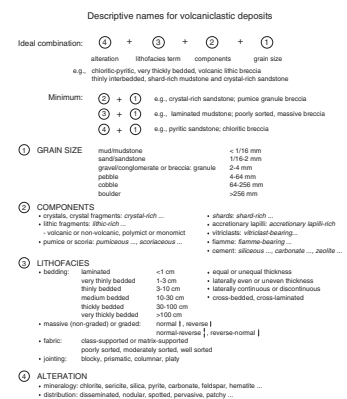 Descriptive names for volcaniclastic deposits
Ideal combination: 4 + 3 + 2 + 1
alteration lithofacies term components grain size
e.g., chloritic-pyritic, very thickly bedded, volcanic lithic breccia
thinly interbedded, shard-rich mudstone and crystal-rich sandstone
Minimum: 2 + 1 e.g., crystal-rich sandstone; pumice granule breccia
3 + 1 e.g., laminated mudstone; poorly sorted, massive breccia
4 + 1 e.g., pyritic sandstone; chloritic breccia
1 GRAIN SIZE mud/mudstone < 1/16 mm
sand/sandstone 1/16-2 mm
gravel/conglomerate or breccia: granule 2-4 mm
pebble 4-64 mm
cobble 64-256 mm
boulder >256 mm
2 COMPONENTS
• crystals, crystal fragments: crystal-rich ... • shards: shard-rich ...
• lithic fragments: lithic-rich ... • accretionary lapilli: accretionary lapilli-rich
- volcanic or non-volcanic, polymict or monomict • vitriclasts: vitriclast-bearing...
• pumice or scoria: pumiceous ..., scoriaceous ... • fiamme: fiamme-bearing ...
• cement: siliceous ..., carbonate ..., zeolite ...
3 LITHOFACIES
• bedding: laminated <1 cm • equal or unequal thickness
very thinly bedded 1-3 cm • laterally even or uneven thickness
thinly bedded 3-10 cm • laterally continuous or discontinuous
medium bedded 10-30 cm • cross-bedded, cross-laminated
thickly bedded 30-100 cm
very thickly bedded >100 cm
• massive (non-graded) or graded: normal, reverse
normal-reverse, reverse-normal
• fabric: class-supported or matrix-supported
poorly sorted, moderately sorted, well sorted
• jointing: blocky, prismatic, columnar, platy
4 ALTERATION
• mineralogy: chlorite, sericite, silica, pyrite, carbonate, feldspar, hematite ...
• distribution: disseminated, nodular, spotted, pervasive, patchy ...